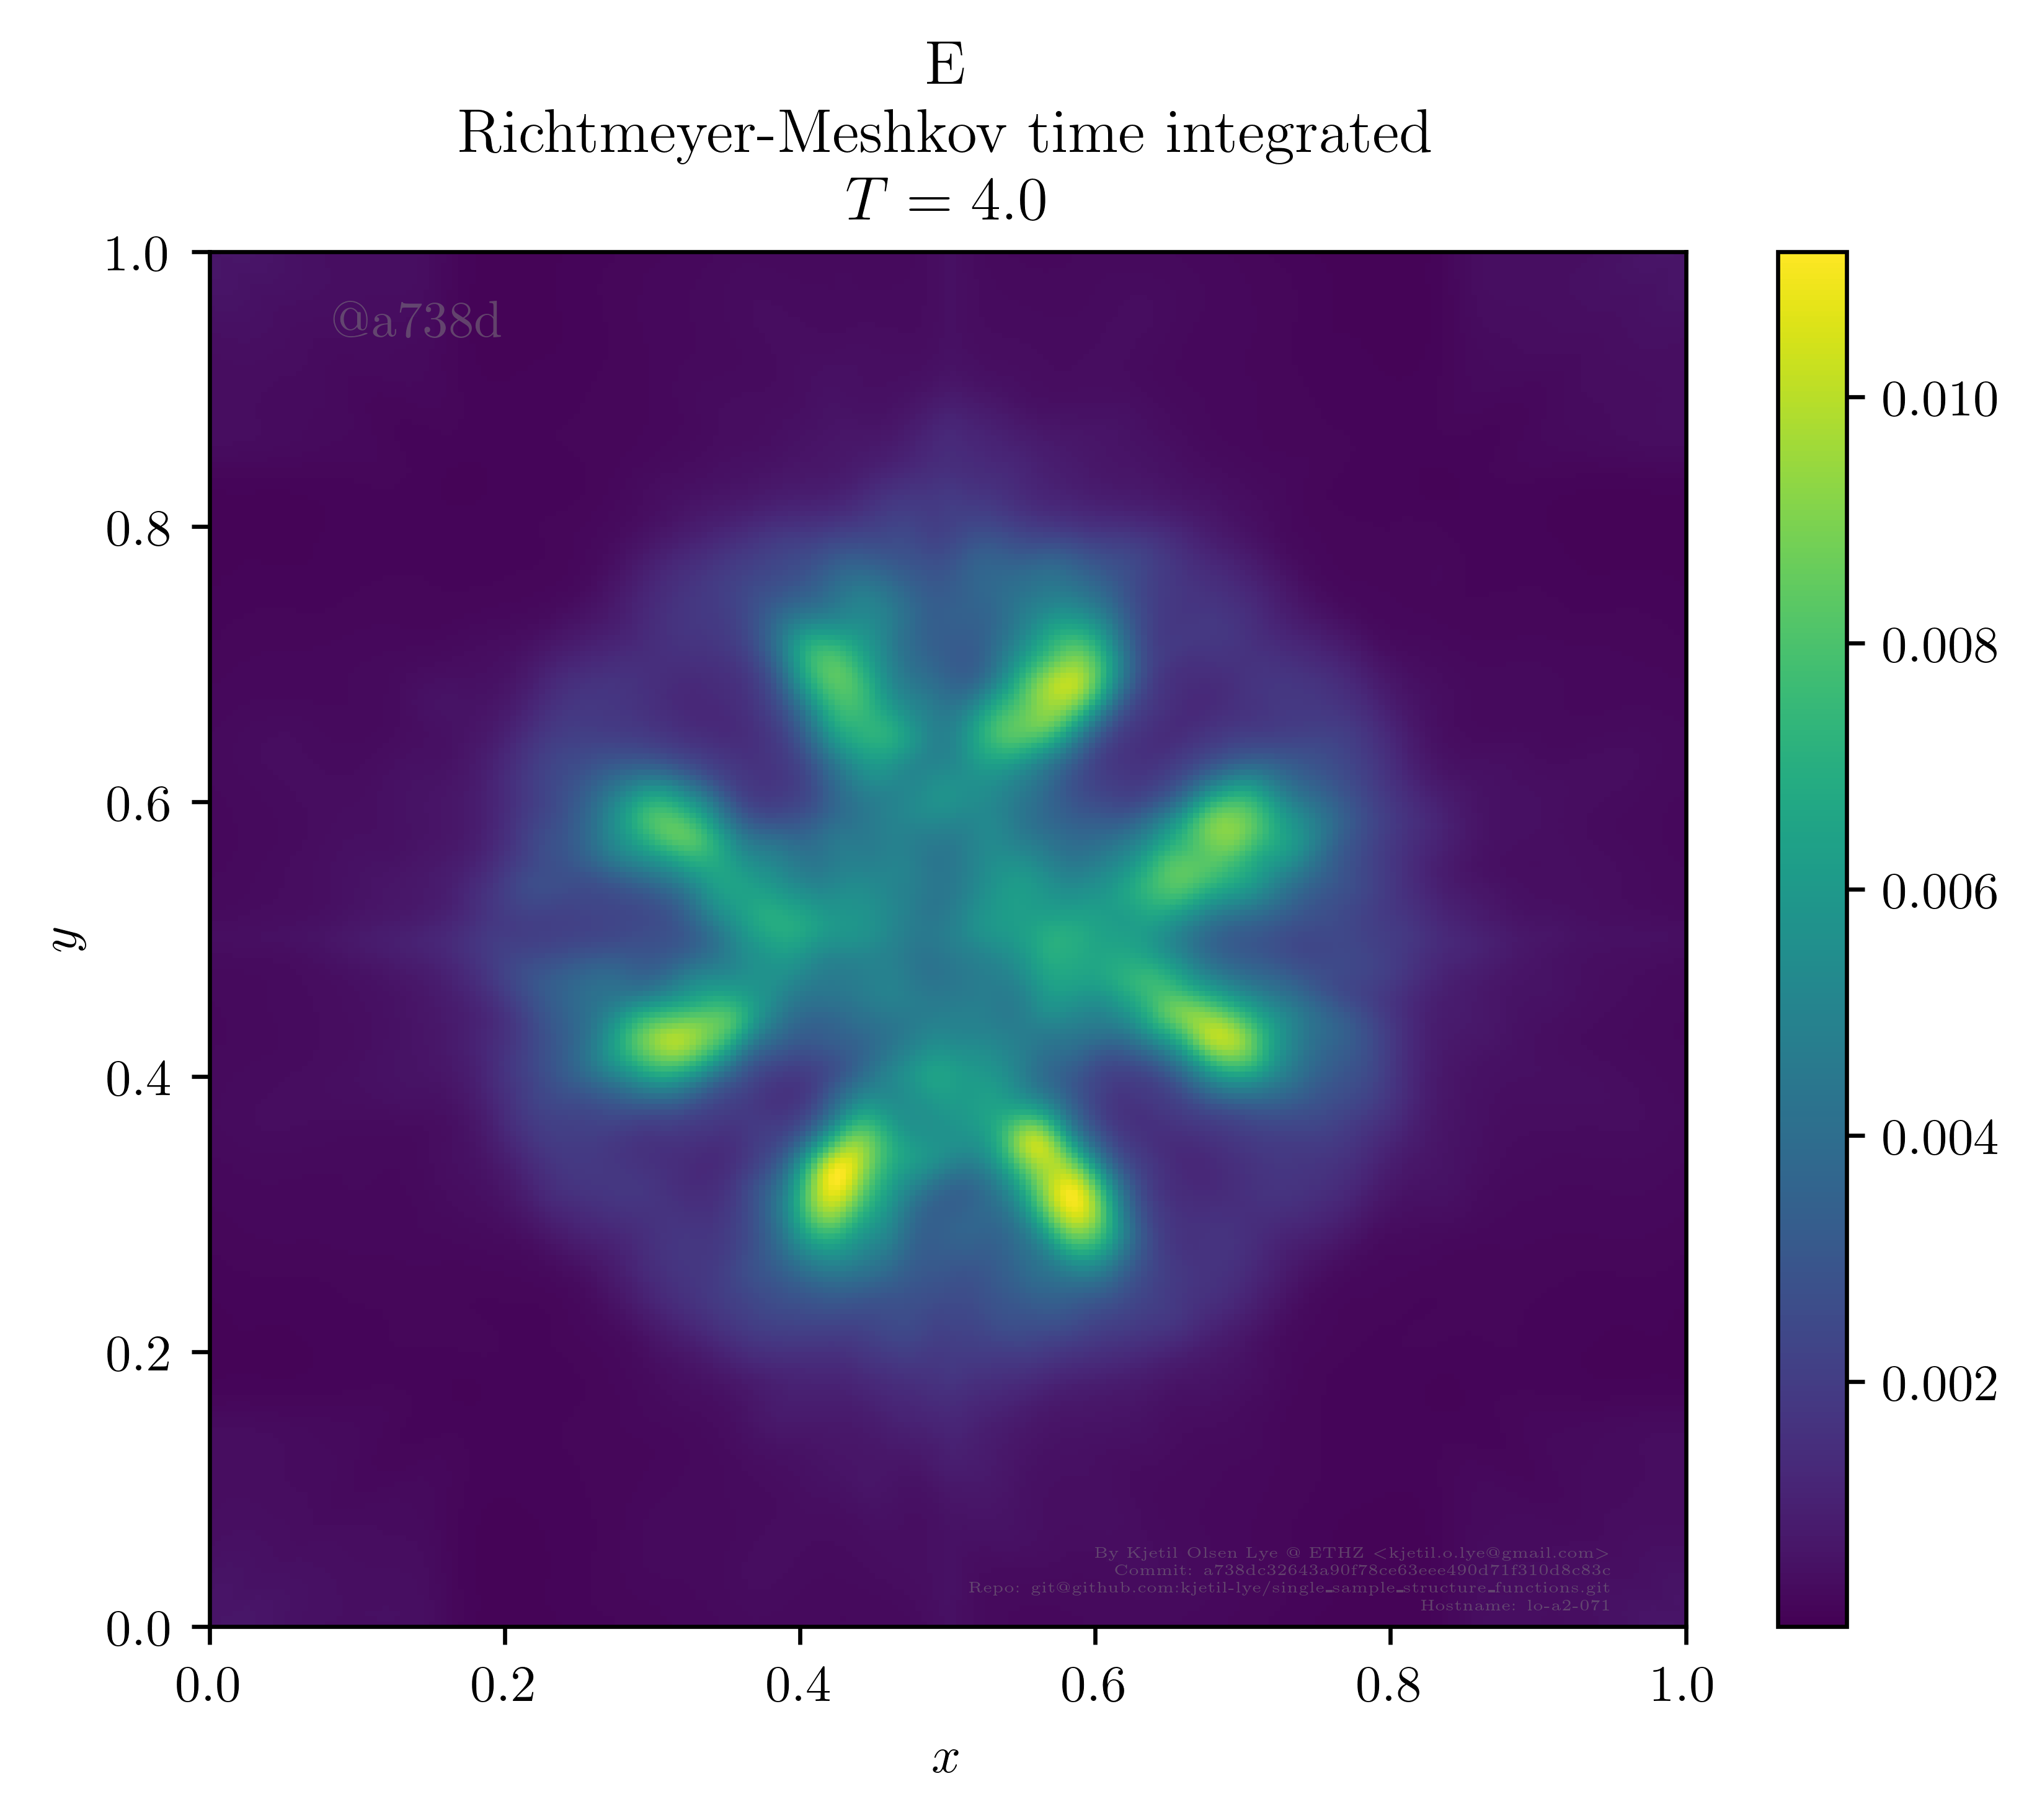 E
Richtmeyer-Meshkov time integrated
T = 4.0
1.0
0.8
0.6
0.4
0.2
0.0
y
@a738d
By Kjetil Olsen Lye @ ETHZ <kjetil.o.lye@gmail.com>
Commit: a738dc32643a90f78ce63eee490d71f310d8c83c
Repo: git@github.com:kjetil-lye/single_sample_structure_functions.git
Hostname: lo-a2-071
0.0 0.2 0.4 0.6 0.8 1.0
x
0.010
0.008
0.006
0.004
0.002